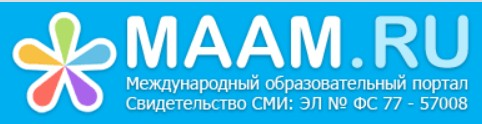 MAAM.RU
Международный образовательный портал
Свидетельство СМИ: ЭЛ № ФС 77 - 57008